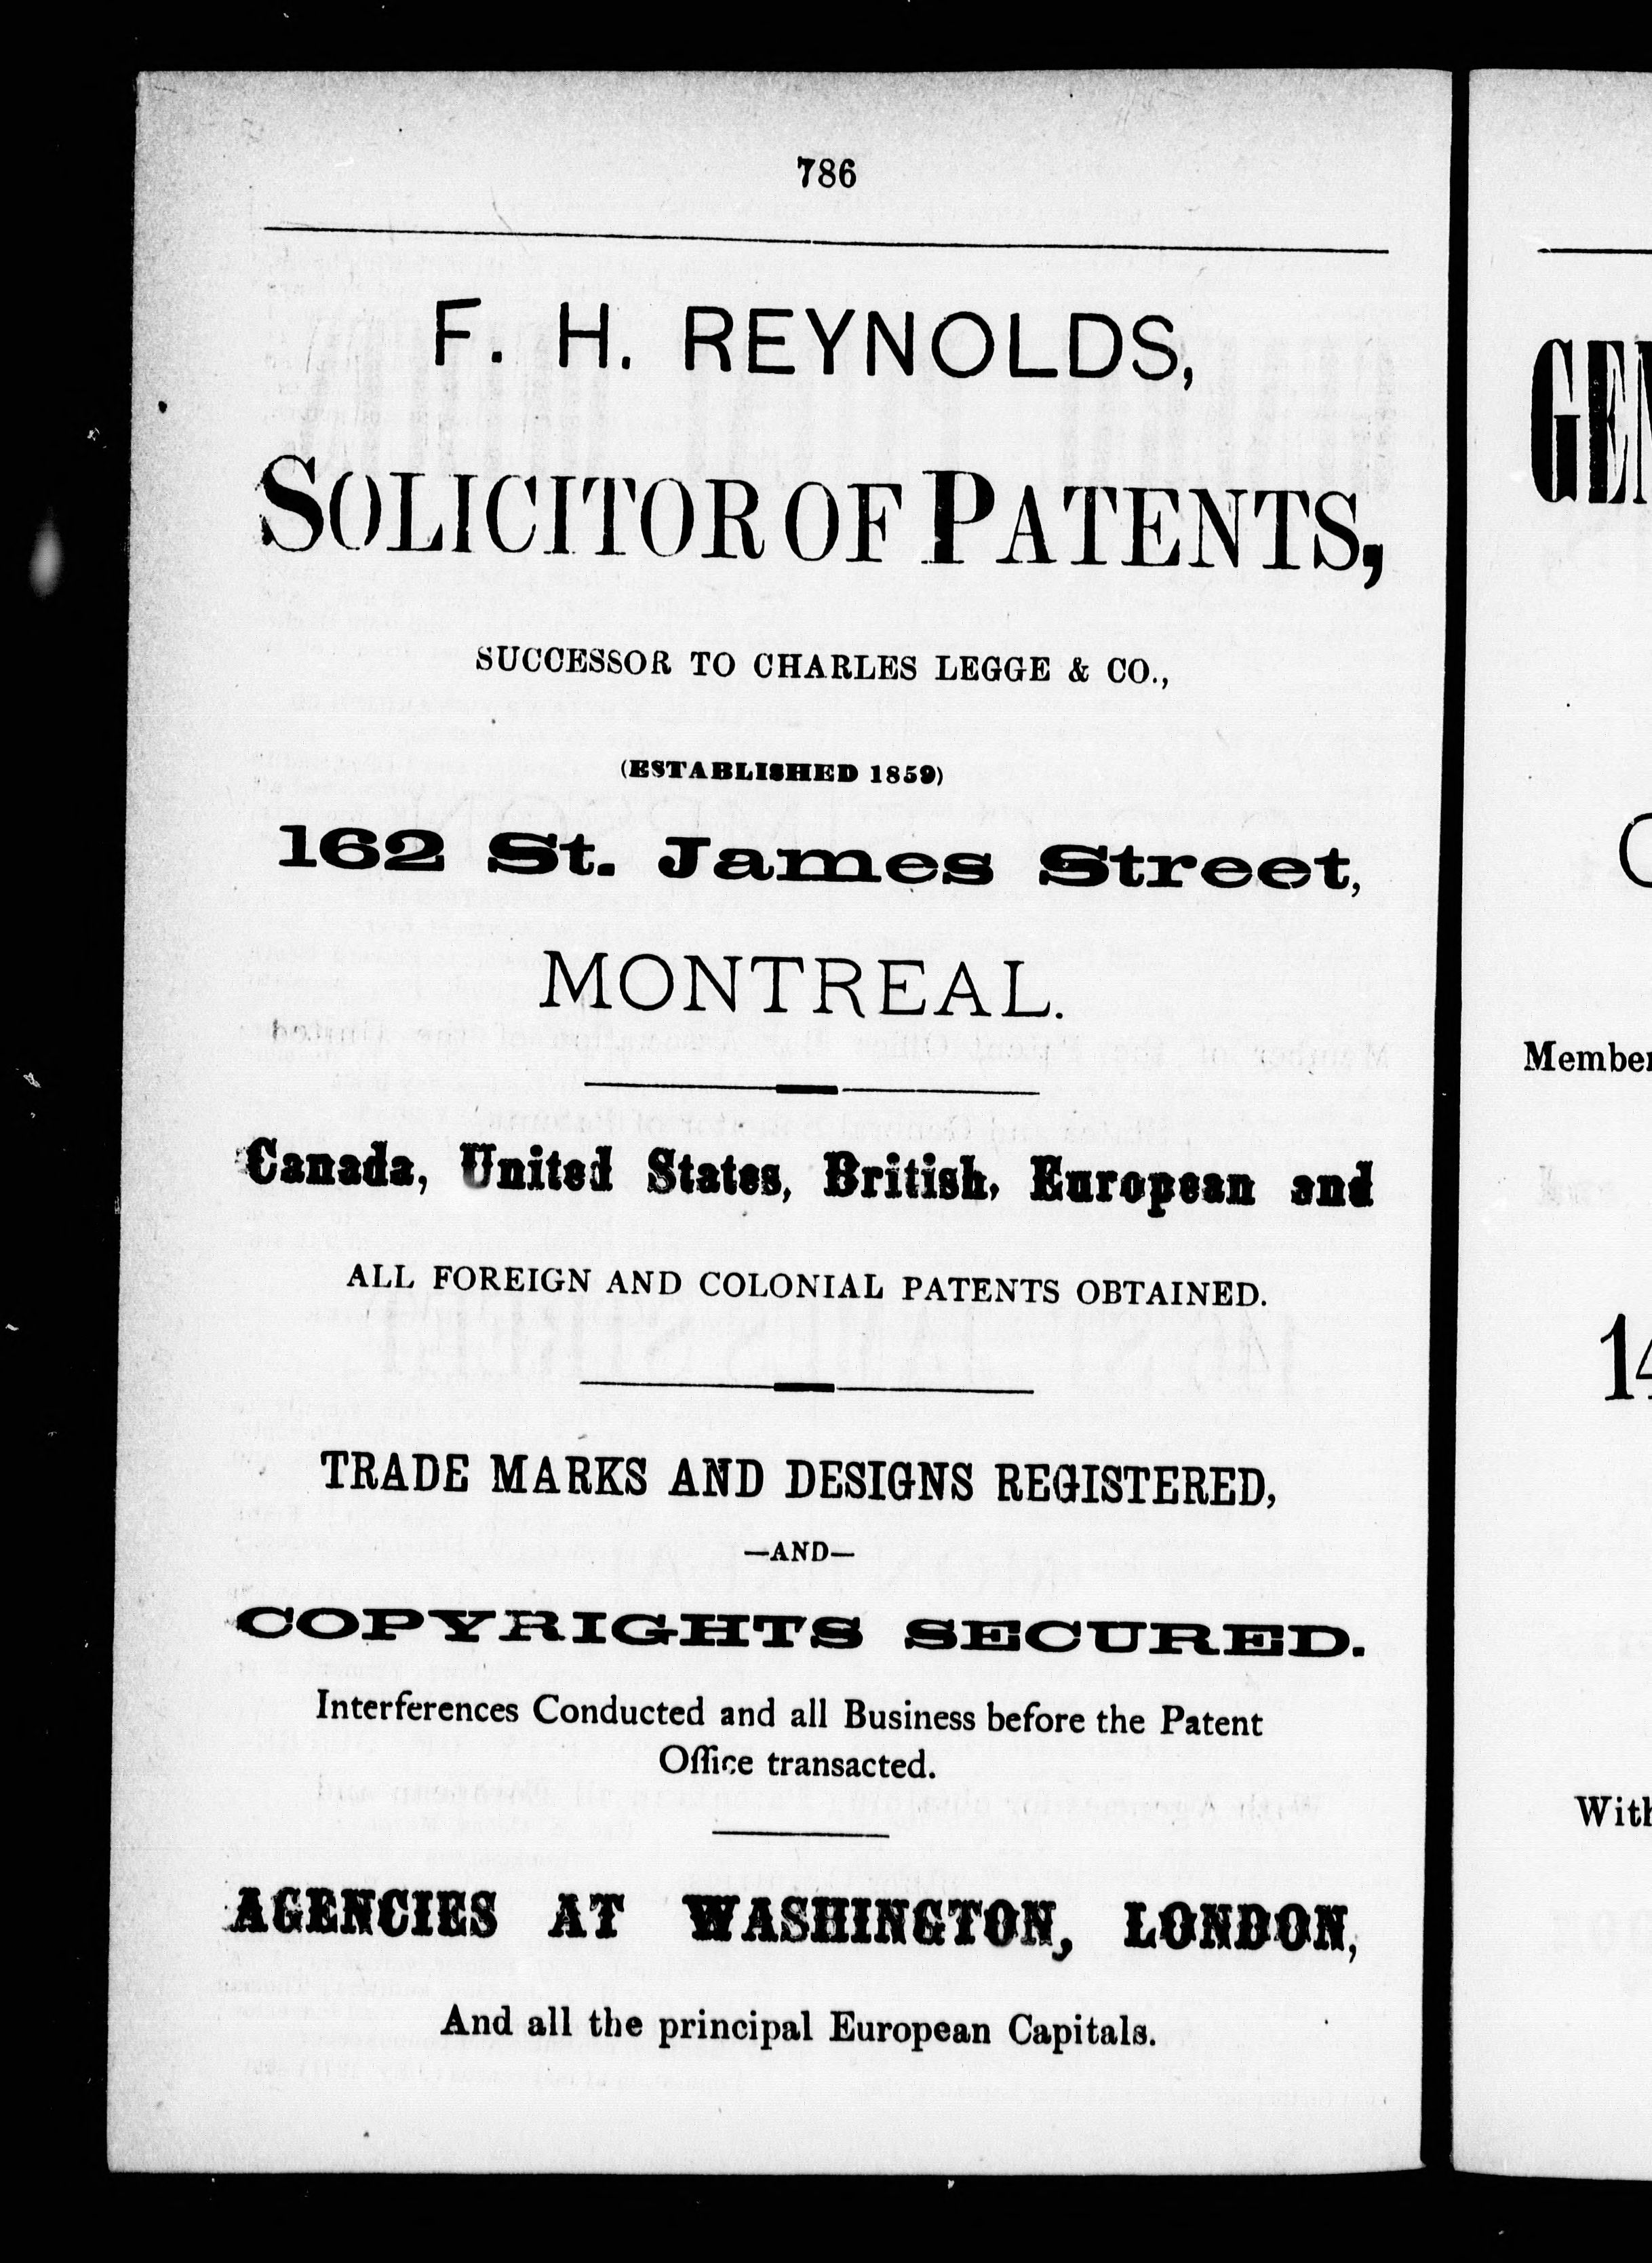 786
F. H. REYNOLDS,
SOLICITOR OF PATENTS,
SUCCESSOR TO CHARLES LEGGE & CO.,
(ESTABLISHED 1859)
162 St. James Street,
MONTREAL.
Canada, United States, British, European and
ALL FOREIGN AND COLONIAL PATENTS OBTAINED.
TRADE MARKS AND DESIGNS REGISTERED,
—AND—
COPYRIGHTS SECURED.
Interferences Conducted and all Business before the Patent
Office transacted.
AGENCIES AT WASHINGTON, LONDON,
And all the principal European Capitals.
14